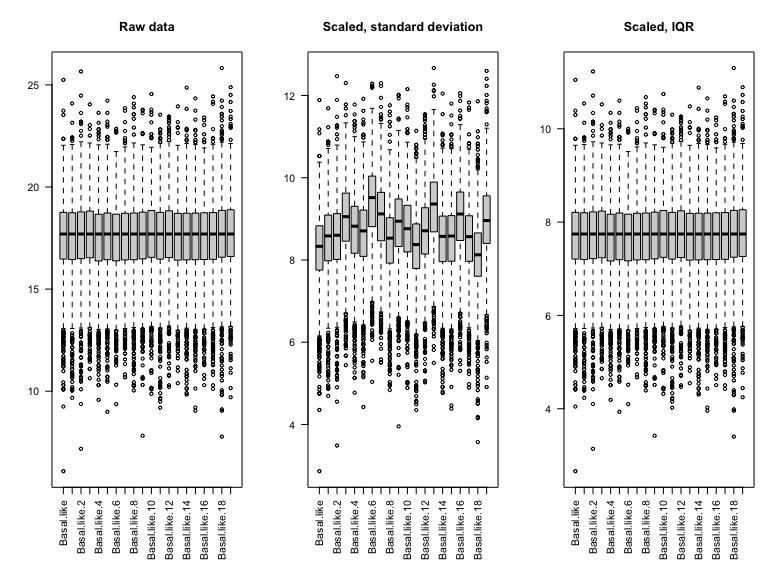 Raw data
25
20
15
10
Basal.like
Basal.like.2
Basal.like.4
Basal.like.6
Basal.like.8
Basal.like.10
Basal.like.12
Basal.like.14
Basal.like.16
Basal.like.18
Scaled, standard deviation
12
10
8
6
4
Basal.like
Basal.like.2
Basal.like.4
Basal.like.6
Basal.like.8
Basal.like.10
Basal.like.12
Basal.like.14
Basal.like.16
Basal.like.18
Scaled, IQR
10
8
6
4
Basal.like
Basal.like.2
Basal.like.4
Basal.like.6
Basal.like.8
Basal.like.10
Basal.like.12
Basal.like.14
Basal.like.16
Basal.like.18